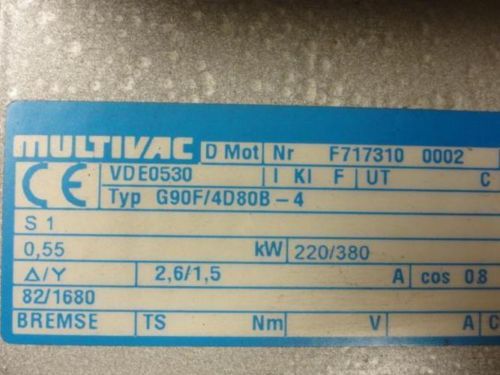 MULTIVAC D Mot Nr F717310 0002
CE VDE0530 I KI F UT C
Typ G90F/4D80B-4
S 1
0,55 kW 220/380
Δ/Y 2,6/1,5 A cos 0.8
82/1680
BREMSE TS Nm V A C